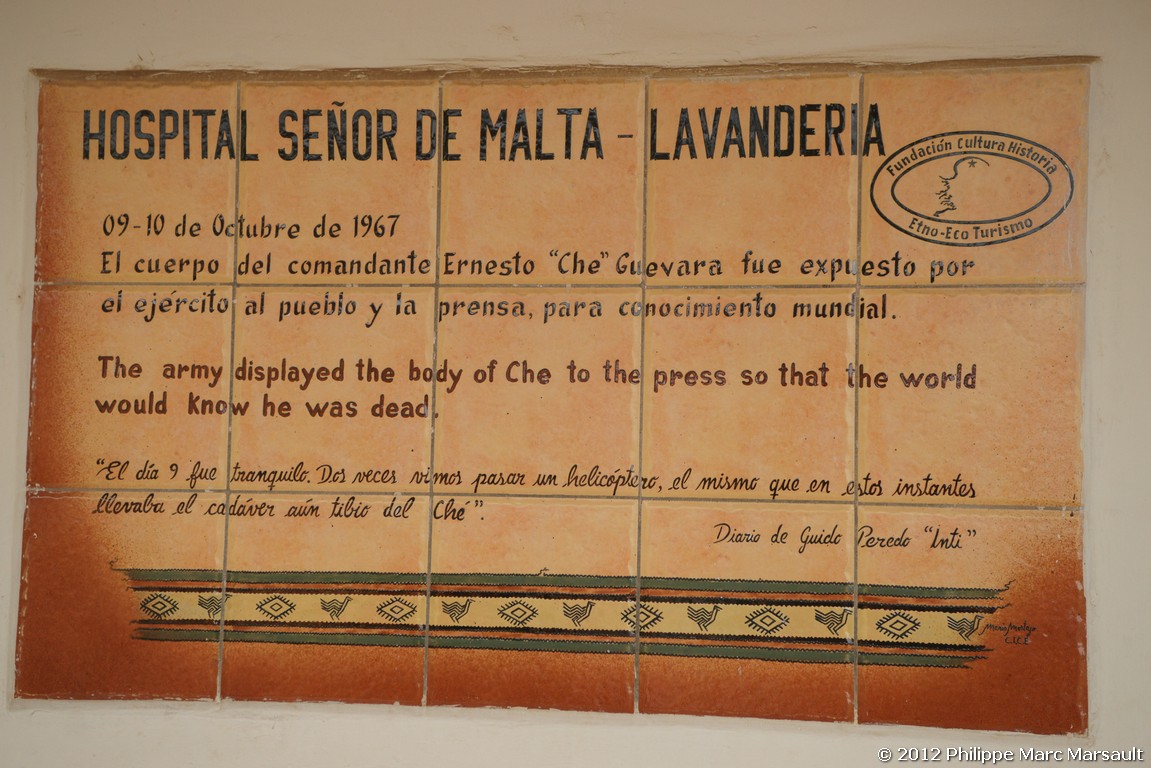 HOSPITAL SEÑOR DE MALTA - LAVANDERIA
Fundación Cultura Historia
Etno-Eco Turismo
09-10 de Octubre de 1967
El cuerpo del comandante Ernesto "Che" Guevara fue expuesto por
el ejército al pueblo y la prensa, para conocimiento mundial.
The army displayed the body of Che to the press so that the world
would know he was dead.
"El día 9 fue tranquilo. Dos veces vimos pasar un helicóptero, el mismo que en estos instantes
llevaba el cadáver aún tibio del Ché".
Diario de Guido Peredo "Inti"
© 2012 Philippe Marc Marsault